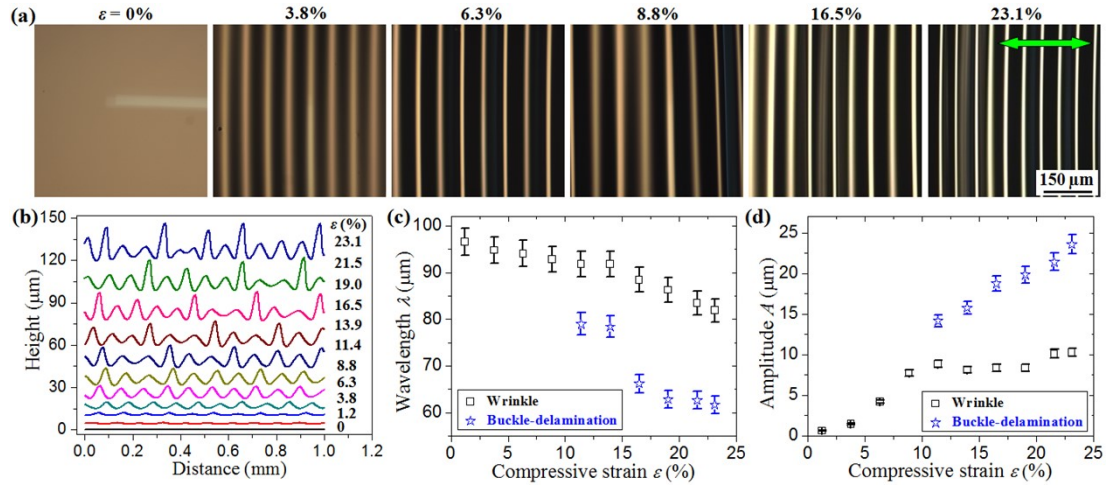 (a) ε = 0% 3.8% 6.3% 8.8% 16.5% 23.1%
150 μm
(b)
Height (μm)
150
120
90
60
30
0
ε (%)
23.1
21.5
19.0
16.5
13.9
11.4
8.8
6.3
3.8
1.2
0
0.0 0.2 0.4 0.6 0.8 1.0 1.2
Distance (mm)
(c)
Wavelength λ (μm)
100
90
80
70
60
Wrinkle
Buckle-delamination
0 5 10 15 20 25
Compressive strain ε (%)
(d)
Amplitude A (μm)
25
20
15
10
5
0
Wrinkle
Buckle-delamination
0 5 10 15 20 25
Compressive strain ε (%)